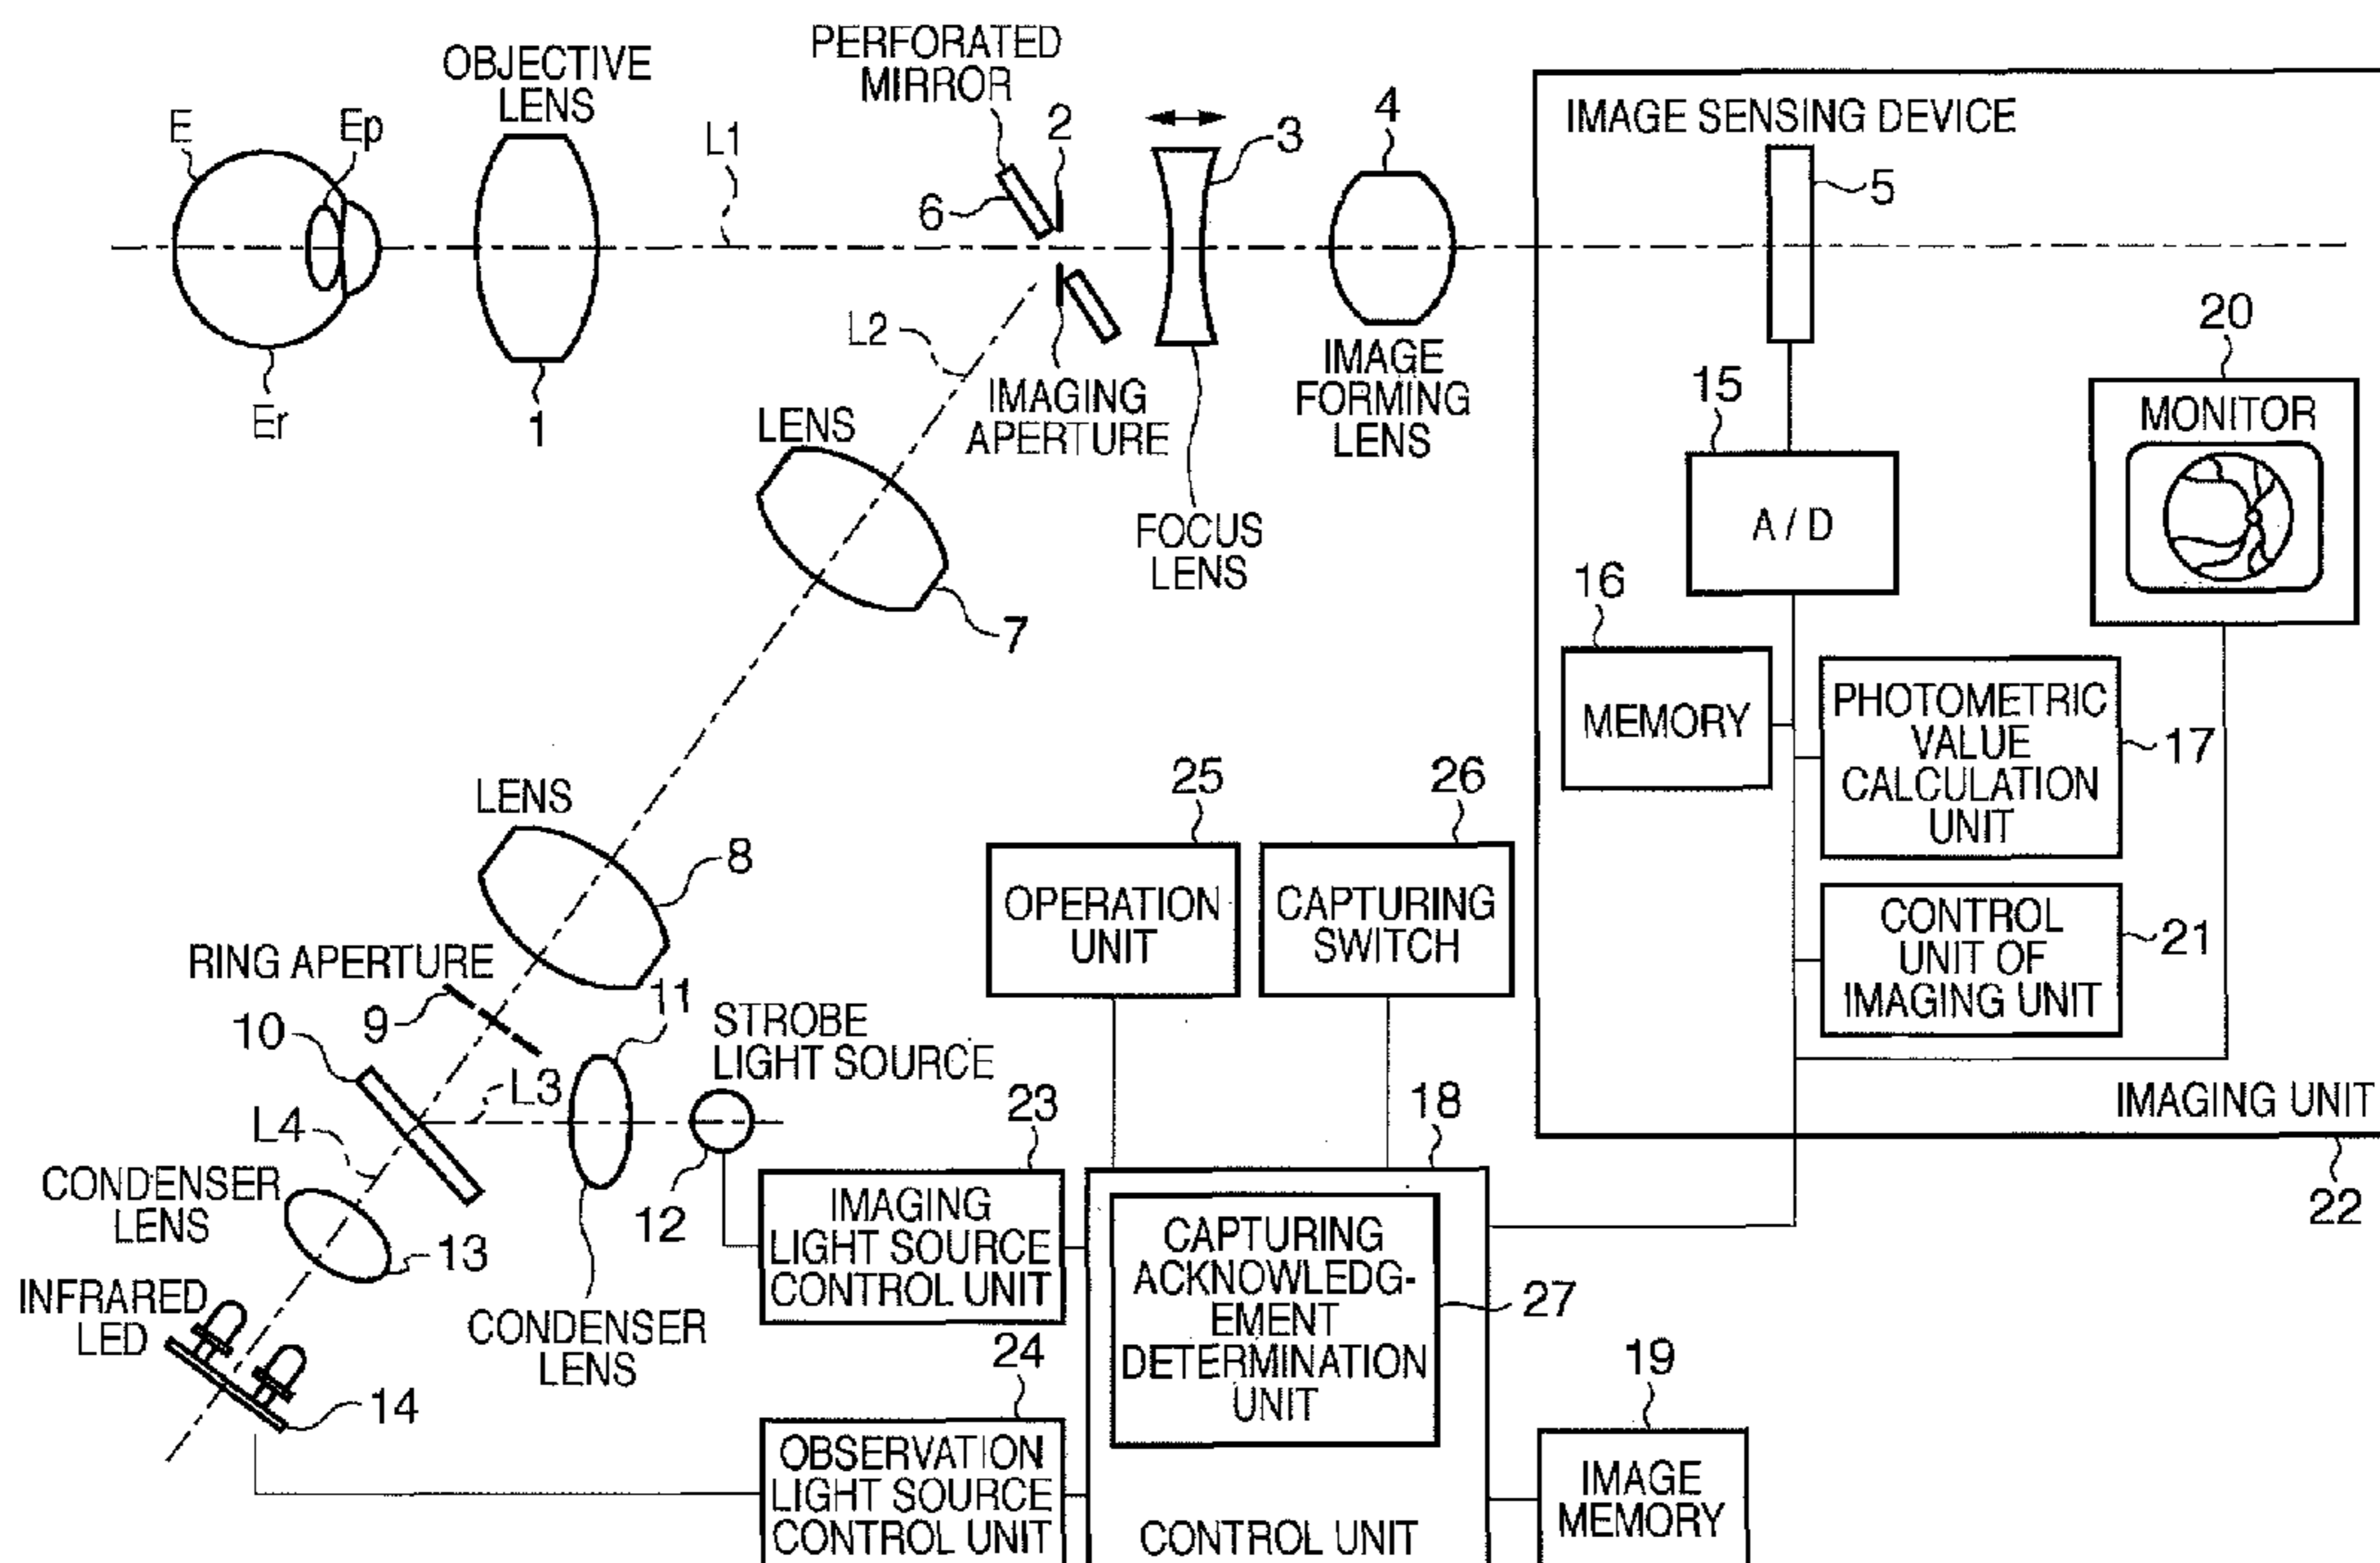 PERFORATED
MIRROR
OBJECTIVE
LENS
E
Ep
L1
2
6
3
4
IMAGE SENSING DEVICE
5
20
MONITOR
Er
1
L2
IMAGING
APERTURE
IMAGE
FORMING
LENS
15
A / D
LENS
FOCUS
LENS
7
16
MEMORY
PHOTOMETRIC
VALUE
CALCULATION
UNIT
17
LENS
8
25
OPERATION
UNIT
26
CAPTURING
SWITCH
CONTROL
UNIT OF
IMAGING UNIT
21
RING APERTURE
9
10
11
STROBE
LIGHT SOURCE
L3
L4
12
23
18
IMAGING UNIT
22
CONDENSER
LENS
13
IMAGING
LIGHT SOURCE
CONTROL UNIT
CAPTURING
ACKNOWLEDG-
EMENT
DETERMINATION
UNIT
27
INFRARED
LED
14
CONDENSER
LENS
24
OBSERVATION
LIGHT SOURCE
CONTROL UNIT
CONTROL UNIT
19
IMAGE
MEMORY